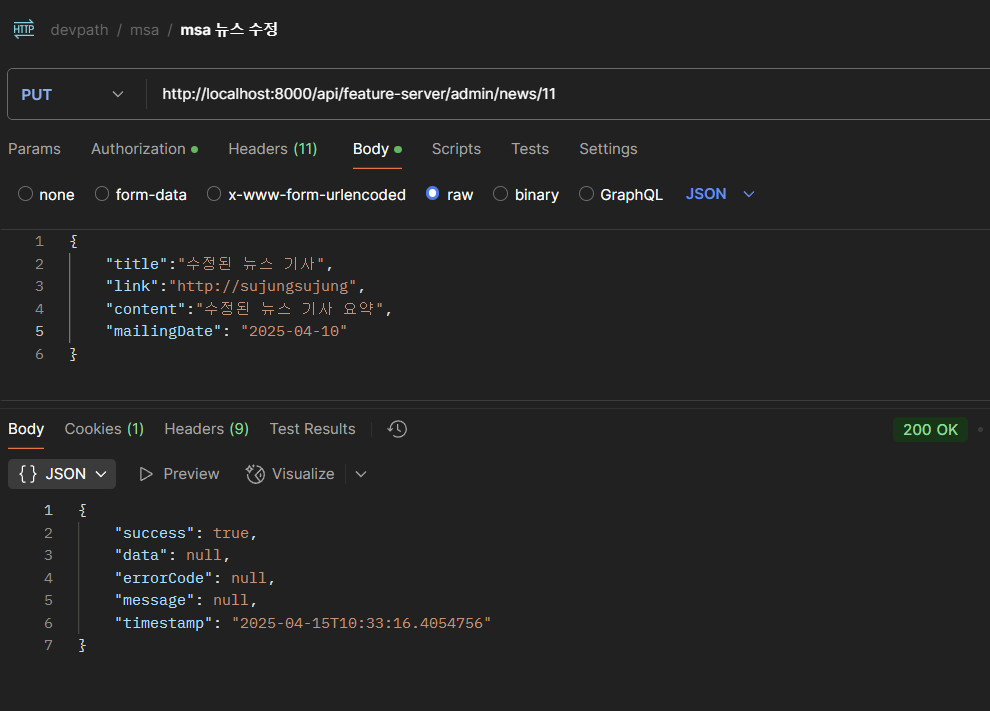 HTTP devpath / msa / msa 뉴스 수정
PUT http://localhost:8000/api/feature-server/admin/news/11
Params Authorization Headers (11) Body Scripts Tests Settings
none form-data x-www-form-urlencoded raw binary GraphQL JSON
1 {
2 "title":"수정된 뉴스 기사",
3 "link":"http://sujungsujung",
4 "content":"수정된 뉴스 기사 요약",
5 "mailingDate": "2025-04-10"
6 }
Body Cookies (1) Headers (9) Test Results 200 OK
{} JSON Preview Visualize
1 {
2 "success": true,
3 "data": null,
4 "errorCode": null,
5 "message": null,
6 "timestamp": "2025-04-15T10:33:16.4054756"
7 }